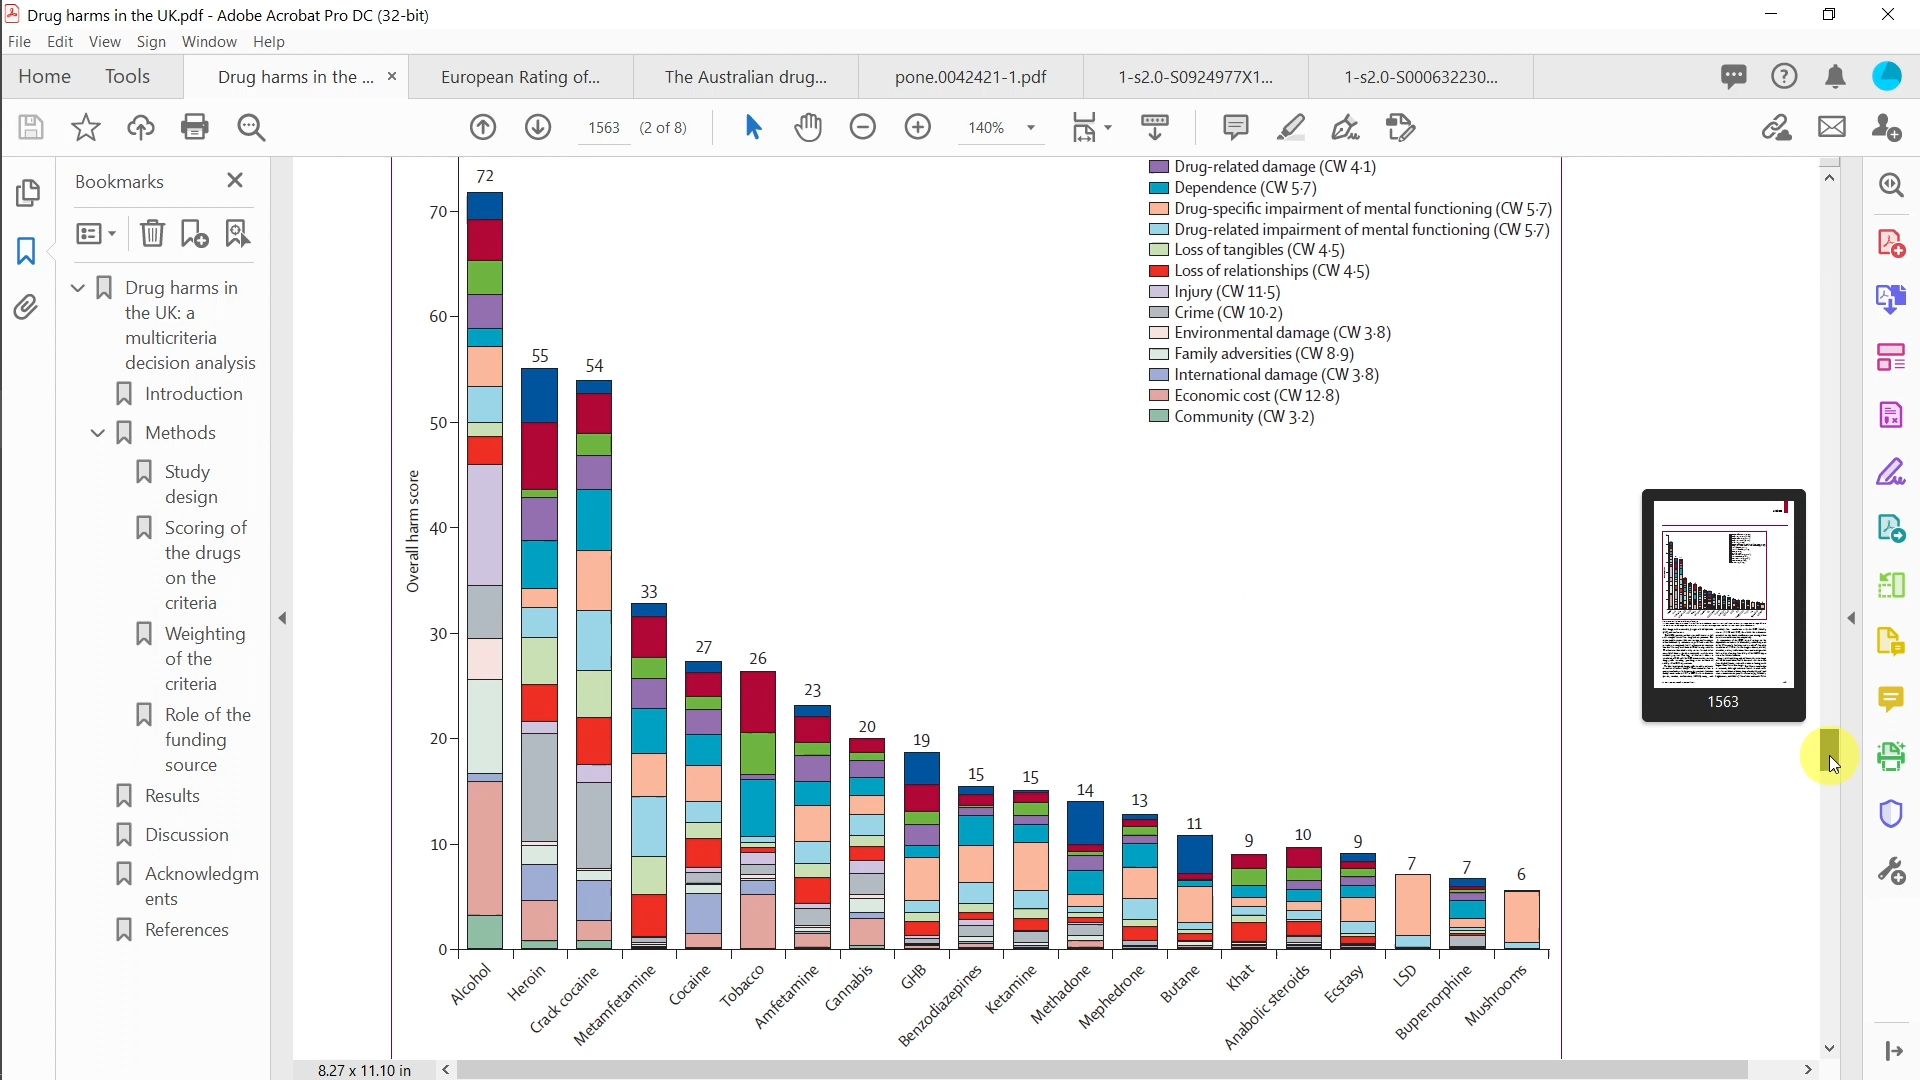 Drug harms in the UK.pdf - Adobe Acrobat Pro DC (32-bit)
File Edit View Sign Window Help
Home Tools Drug harms in the ... × European Rating of... The Australian drug... pone.0042421-1.pdf 1-s2.0-S0924977X1... 1-s2.0-S000632230...
1563 (2 of 8) 140%
Bookmarks
Drug harms in
the UK: a
multicriteria
decision analysis
Introduction
Methods
Study
design
Scoring of
the drugs
on the
criteria
Weighting
of the
criteria
Role of the
funding
source
Results
Discussion
Acknowledgm
ents
References
Drug-related damage (CW 4·1)
Dependence (CW 5·7)
Drug-specific impairment of mental functioning (CW 5·7)
Drug-related impairment of mental functioning (CW 5·7)
Loss of tangibles (CW 4·5)
Loss of relationships (CW 4·5)
Injury (CW 11·5)
Crime (CW 10·2)
Environmental damage (CW 3·8)
Family adversities (CW 8·9)
International damage (CW 3·8)
Economic cost (CW 12·8)
Community (CW 3·2)
Overall harm score
70
60
50
40
30
20
10
0
72
55
54
33
27
26
23
20
19
15
15
14
13
11
9
10
9
7
7
6
Alcohol
Heroin
Crack cocaine
Metamfetamine
Cocaine
Tobacco
Amfetamine
Cannabis
GHB
Benzodiazepines
Ketamine
Methadone
Mephedrone
Butane
Khat
Anabolic steroids
Ecstasy
LSD
Buprenorphine
Mushrooms
1563
8.27 x 11.10 in